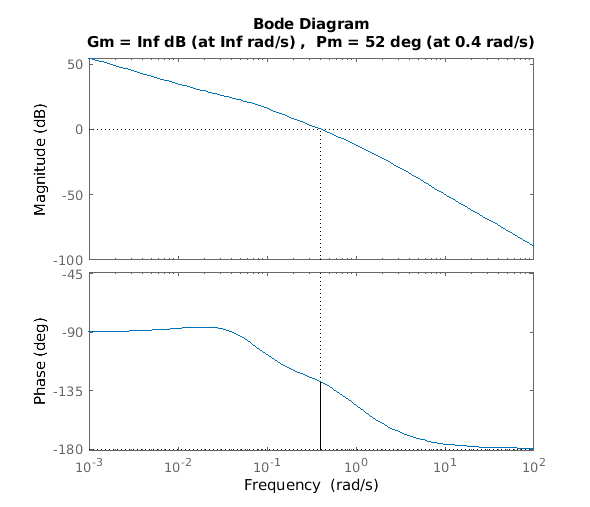 Bode Diagram
Gm = Inf dB (at Inf rad/s) ,  Pm = 52 deg (at 0.4 rad/s)
50
0
-50
-100
Magnitude (dB)
-45
-90
-135
-180
Phase (deg)
10^-3 10^-2 10^-1 10^0 10^1 10^2
Frequency  (rad/s)